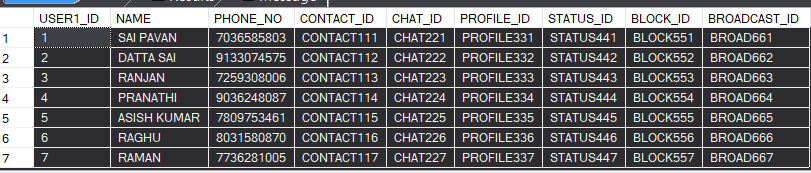 USER1_ID NAME PHONE_NO CONTACT_ID CHAT_ID PROFILE_ID STATUS_ID BLOCK_ID BROADCAST_ID
1 1 SAI PAVAN 7036585803 CONTACT111 CHAT221 PROFILE331 STATUS441 BLOCK551 BROAD661
2 2 DATTA SAI 9133074575 CONTACT112 CHAT222 PROFILE332 STATUS442 BLOCK552 BROAD662
3 3 RANJAN 7259308006 CONTACT113 CHAT223 PROFILE333 STATUS443 BLOCK553 BROAD663
4 4 PRANATHI 9036248087 CONTACT114 CHAT224 PROFILE334 STATUS444 BLOCK554 BROAD664
5 5 ASISH KUMAR 7809753461 CONTACT115 CHAT225 PROFILE335 STATUS445 BLOCK555 BROAD665
6 6 RAGHU 8031580870 CONTACT116 CHAT226 PROFILE336 STATUS446 BLOCK556 BROAD666
7 7 RAMAN 7736281005 CONTACT117 CHAT227 PROFILE337 STATUS447 BLOCK557 BROAD667